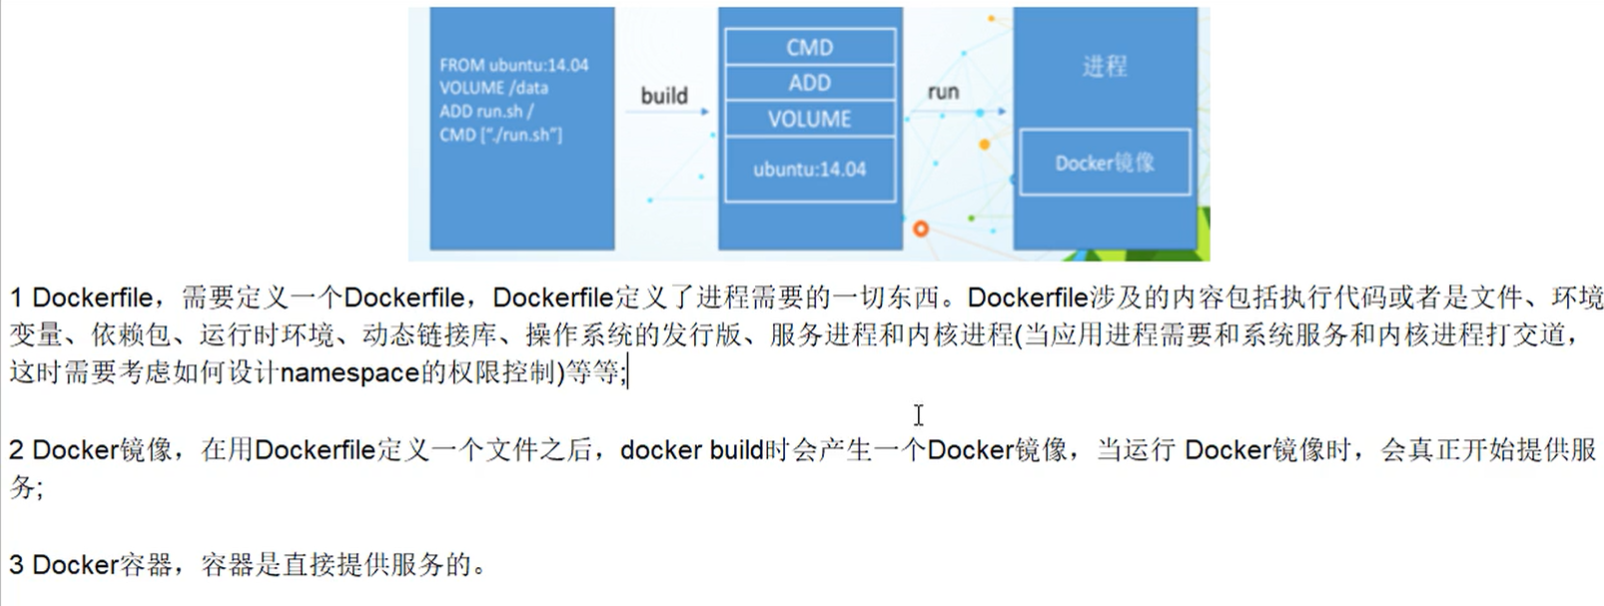 FROM ubuntu:14.04
VOLUME /data
ADD run.sh /
CMD ["./run.sh"]
build
CMD
ADD
VOLUME
ubuntu:14.04
run
进程
Docker镜像
1 Dockerfile，需要定义一个Dockerfile，Dockerfile定义了进程需要的一切东西。Dockerfile涉及的内容包括执行代码或者是文件、环境
变量、依赖包、运行时环境、动态链接库、操作系统的发行版、服务进程和内核进程(当应用进程需要和系统服务和内核进程打交道，
这时需要考虑如何设计namespace的权限控制)等等;
2 Docker镜像，在用Dockerfile定义一个文件之后，docker build时会产生一个Docker镜像，当运行 Docker镜像时，会真正开始提供服
务;
3 Docker容器，容器是直接提供服务的。